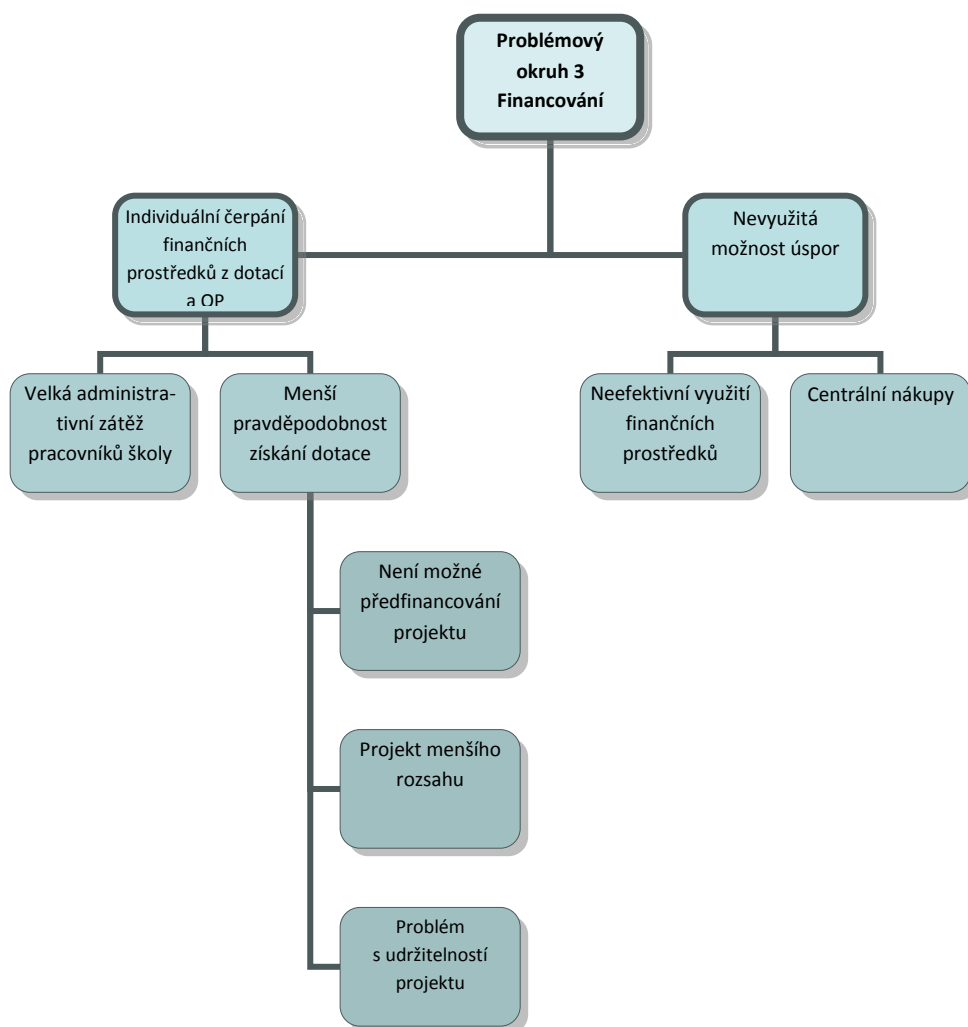 Problémový
okruh 3
Financování
Individuální čerpání
finančních
prostředků z dotací
a OP
Nevyužitá
možnost úspor
Velká administra-
tivní zátěž
pracovníků školy
Menší
pravděpodobnost
získání dotace
Neefektivní využití
finančních
prostředků
Centrální nákupy
Není možné
předfinancování
projektu
Projekt menšího
rozsahu
Problém
s udržitelností
projektu